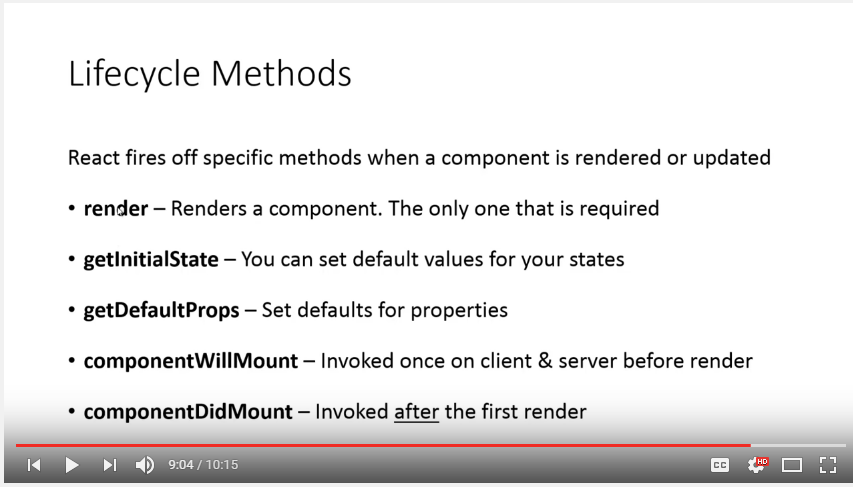 Lifecycle Methods
React fires off specific methods when a component is rendered or updated
• render – Renders a component. The only one that is required
• getInitialState – You can set default values for your states
• getDefaultProps – Set defaults for properties
• componentWillMount – Invoked once on client & server before render
• componentDidMount – Invoked after the first render
9:04 / 10:15 CC HD